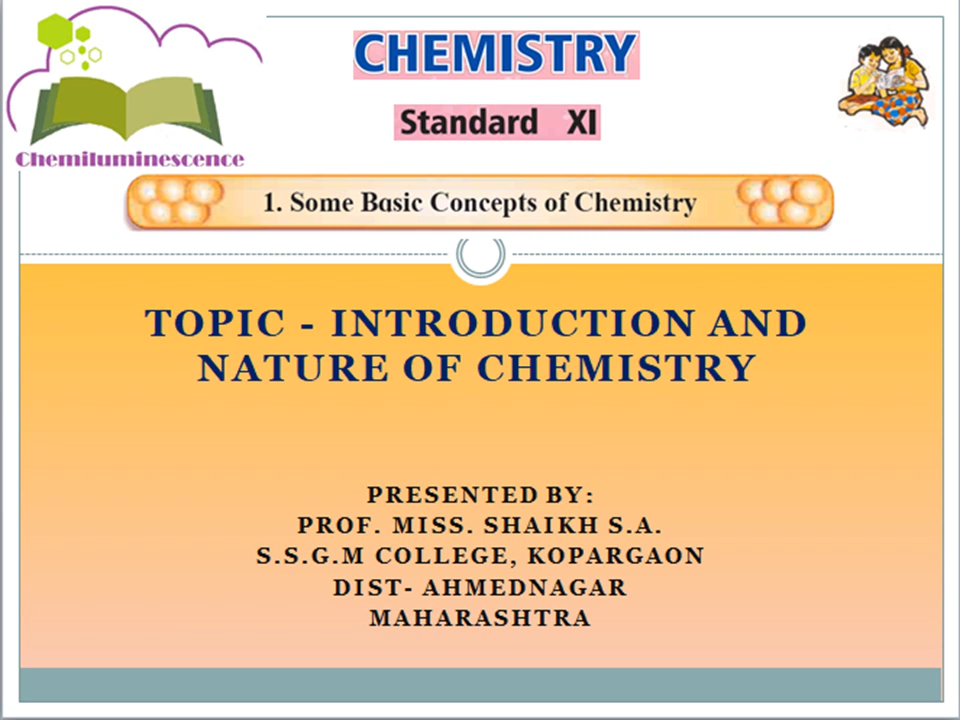 CHEMISTRY
Standard XI
Chemiluminescence
1. Some Basic Concepts of Chemistry
TOPIC - INTRODUCTION AND
NATURE OF CHEMISTRY
PRESENTED BY:
PROF. MISS. SHAIKH S.A.
S.S.G.M COLLEGE, KOPARGAON
DIST- AHMEDNAGAR
MAHARASHTRA